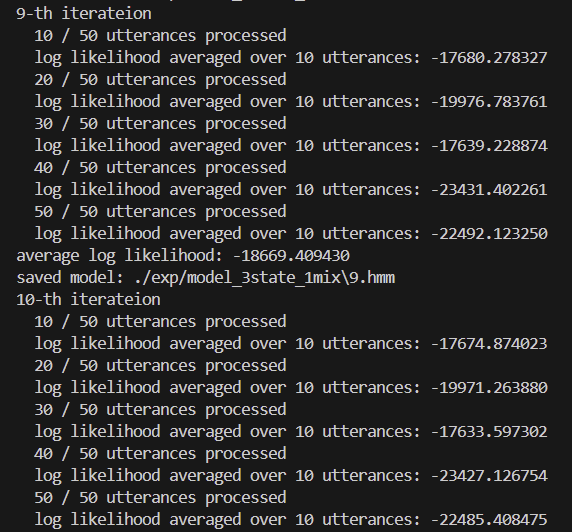 9-th iterateion
10 / 50 utterances processed
log likelihood averaged over 10 utterances: -17680.278327
20 / 50 utterances processed
log likelihood averaged over 10 utterances: -19976.783761
30 / 50 utterances processed
log likelihood averaged over 10 utterances: -17639.228874
40 / 50 utterances processed
log likelihood averaged over 10 utterances: -23431.402261
50 / 50 utterances processed
log likelihood averaged over 10 utterances: -22492.123250
average log likelihood: -18669.409430
saved model: ./exp/model_3state_1mix\9.hmm
10-th iterateion
10 / 50 utterances processed
log likelihood averaged over 10 utterances: -17674.874023
20 / 50 utterances processed
log likelihood averaged over 10 utterances: -19971.263880
30 / 50 utterances processed
log likelihood averaged over 10 utterances: -17633.597302
40 / 50 utterances processed
log likelihood averaged over 10 utterances: -23427.126754
50 / 50 utterances processed
log likelihood averaged over 10 utterances: -22485.408475